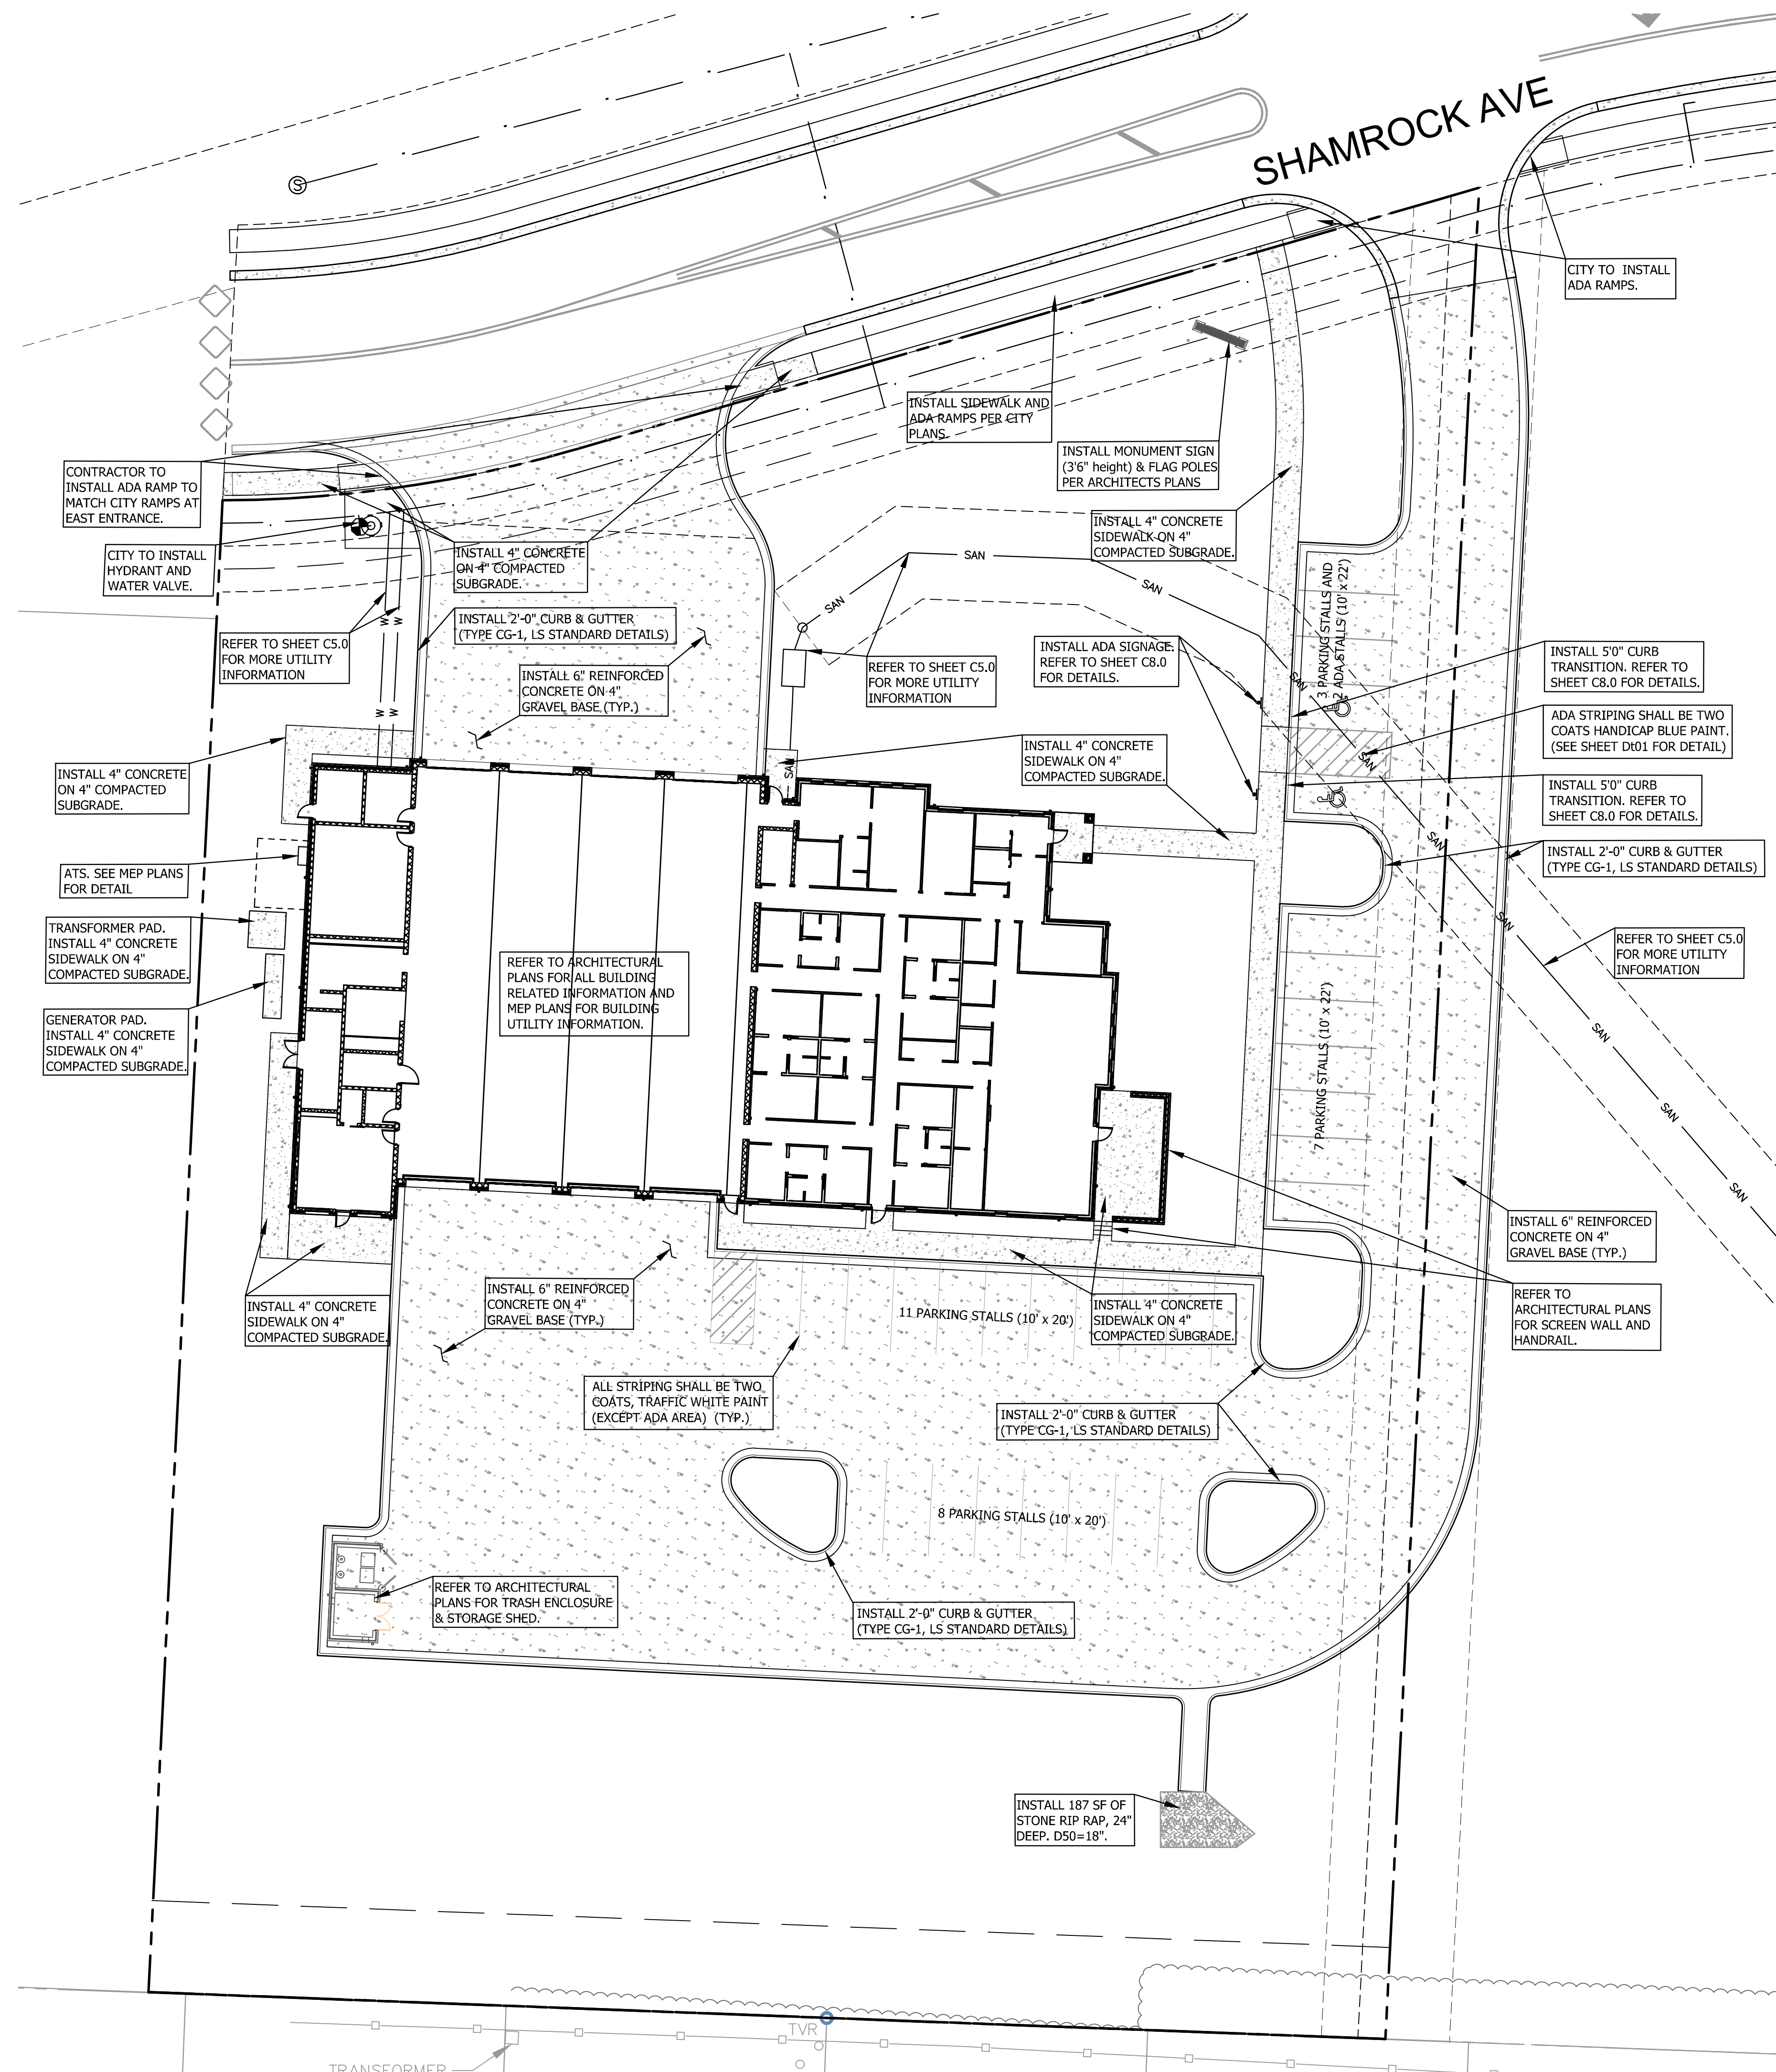 SHAMROCK AVE
S
CITY TO INSTALL
ADA RAMPS.
INSTALL SIDEWALK AND
ADA RAMPS PER CITY
PLANS.
INSTALL MONUMENT SIGN
(3'6" height) & FLAG POLES
PER ARCHITECTS PLANS
CONTRACTOR TO
INSTALL ADA RAMP TO
MATCH CITY RAMPS AT
EAST ENTRANCE.
CITY TO INSTALL
HYDRANT AND
WATER VALVE.
INSTALL 4" CONCRETE
ON 4" COMPACTED
SUBGRADE.
INSTALL 4" CONCRETE
SIDEWALK ON 4"
COMPACTED SUBGRADE.
SAN
SAN
SAN
W
W
INSTALL 2'-0" CURB & GUTTER
(TYPE CG-1, LS STANDARD DETAILS)
REFER TO SHEET C5.0
FOR MORE UTILITY
INFORMATION
INSTALL 6" REINFORCED
CONCRETE ON 4"
GRAVEL BASE (TYP.)
REFER TO SHEET C5.0
FOR MORE UTILITY
INFORMATION
INSTALL ADA SIGNAGE.
REFER TO SHEET C8.0
FOR DETAILS.
3 PARKING STALLS AND
2 ADA STALLS (10' x 22')
SAN
INSTALL 5'0" CURB
TRANSITION. REFER TO
SHEET C8.0 FOR DETAILS.
ADA STRIPING SHALL BE TWO
COATS HANDICAP BLUE PAINT.
(SEE SHEET Dt01 FOR DETAIL)
W
W
INSTALL 4" CONCRETE
ON 4" COMPACTED
SUBGRADE.
SAN
INSTALL 4" CONCRETE
SIDEWALK ON 4"
COMPACTED SUBGRADE.
SAN
INSTALL 5'0" CURB
TRANSITION. REFER TO
SHEET C8.0 FOR DETAILS.
SAN
INSTALL 2'-0" CURB & GUTTER
(TYPE CG-1, LS STANDARD DETAILS)
ATS. SEE MEP PLANS
FOR DETAIL
TRANSFORMER PAD.
INSTALL 4" CONCRETE
SIDEWALK ON 4"
COMPACTED SUBGRADE.
SAN
REFER TO SHEET C5.0
FOR MORE UTILITY
INFORMATION
REFER TO ARCHITECTURAL
PLANS FOR ALL BUILDING
RELATED INFORMATION AND
MEP PLANS FOR BUILDING
UTILITY INFORMATION.
GENERATOR PAD.
INSTALL 4" CONCRETE
SIDEWALK ON 4"
COMPACTED SUBGRADE.
7 PARKING STALLS (10' x 22')
SAN
SAN
SAN
INSTALL 6" REINFORCED
CONCRETE ON 4"
GRAVEL BASE (TYP.)
INSTALL 4" CONCRETE
SIDEWALK ON 4"
COMPACTED SUBGRADE.
INSTALL 6" REINFORCED
CONCRETE ON 4"
GRAVEL BASE (TYP.)
11 PARKING STALLS (10' x 20')
INSTALL 4" CONCRETE
SIDEWALK ON 4"
COMPACTED SUBGRADE.
REFER TO
ARCHITECTURAL PLANS
FOR SCREEN WALL AND
HANDRAIL.
ALL STRIPING SHALL BE TWO
COATS, TRAFFIC WHITE PAINT
(EXCEPT ADA AREA) (TYP.)
INSTALL 2'-0" CURB & GUTTER
(TYPE CG-1, LS STANDARD DETAILS)
8 PARKING STALLS (10' x 20')
REFER TO ARCHITECTURAL
PLANS FOR TRASH ENCLOSURE
& STORAGE SHED.
INSTALL 2'-0" CURB & GUTTER
(TYPE CG-1, LS STANDARD DETAILS)
INSTALL 187 SF OF
STONE RIP RAP, 24"
DEEP. D50=18".
TVR
TRANSFORMER